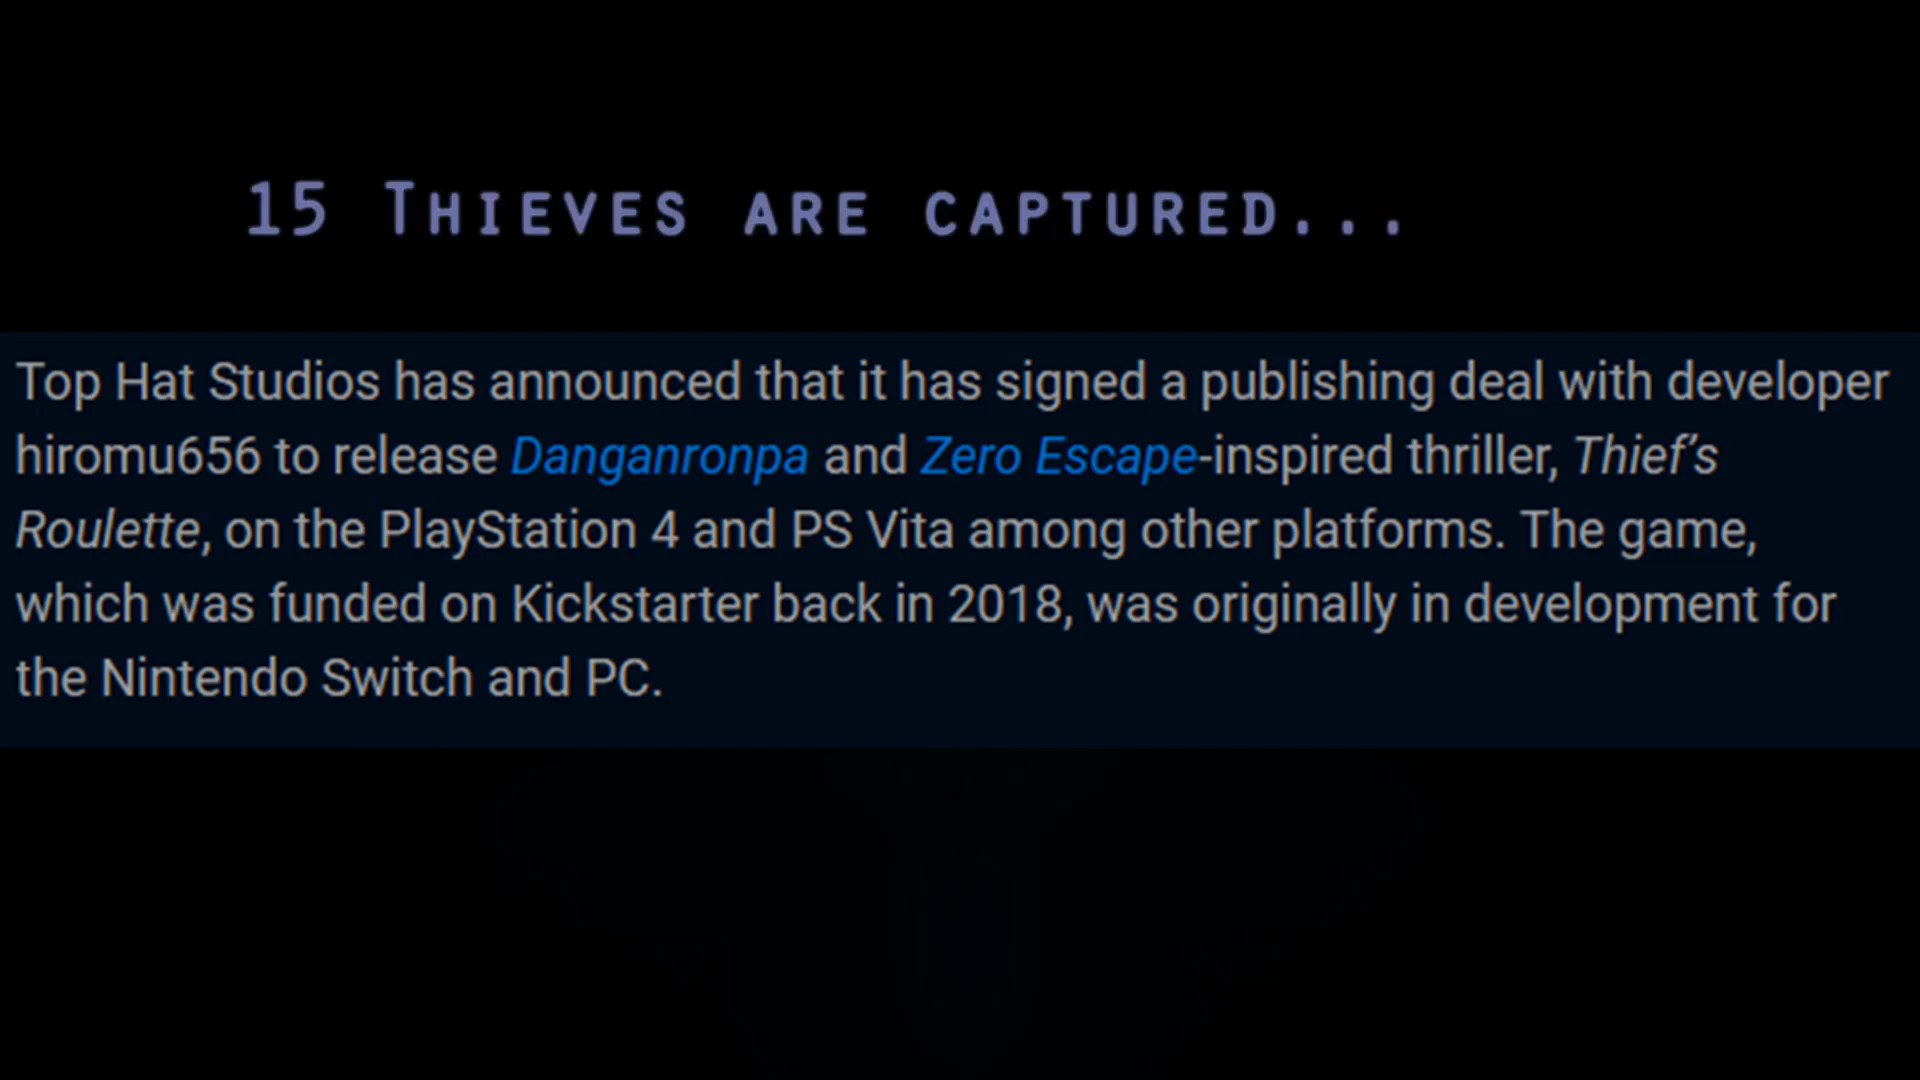 15 THIEVES ARE CAPTURED...
Top Hat Studios has announced that it has signed a publishing deal with developer
hiromu656 to release Danganronpa and Zero Escape-inspired thriller, Thief's
Roulette, on the PlayStation 4 and PS Vita among other platforms. The game,
which was funded on Kickstarter back in 2018, was originally in development for
the Nintendo Switch and PC.